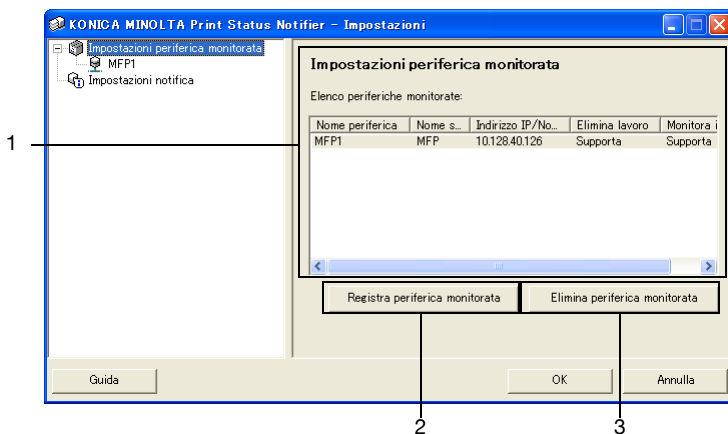 KONICA MINOLTA Print Status Notifier - Impostazioni
Impostazioni periferica monitorata
MFP1
Impostazioni notifica
Impostazioni periferica monitorata
Elenco periferiche monitorate:
Nome periferica Nome s... Indirizzo IP/No... Elimina lavoro Monitora i
MFP1 MFP 10.128.40.126 Supporta Supporta
1
Registra periferica monitorata Elimina periferica monitorata
Guida OK Annulla
2 3